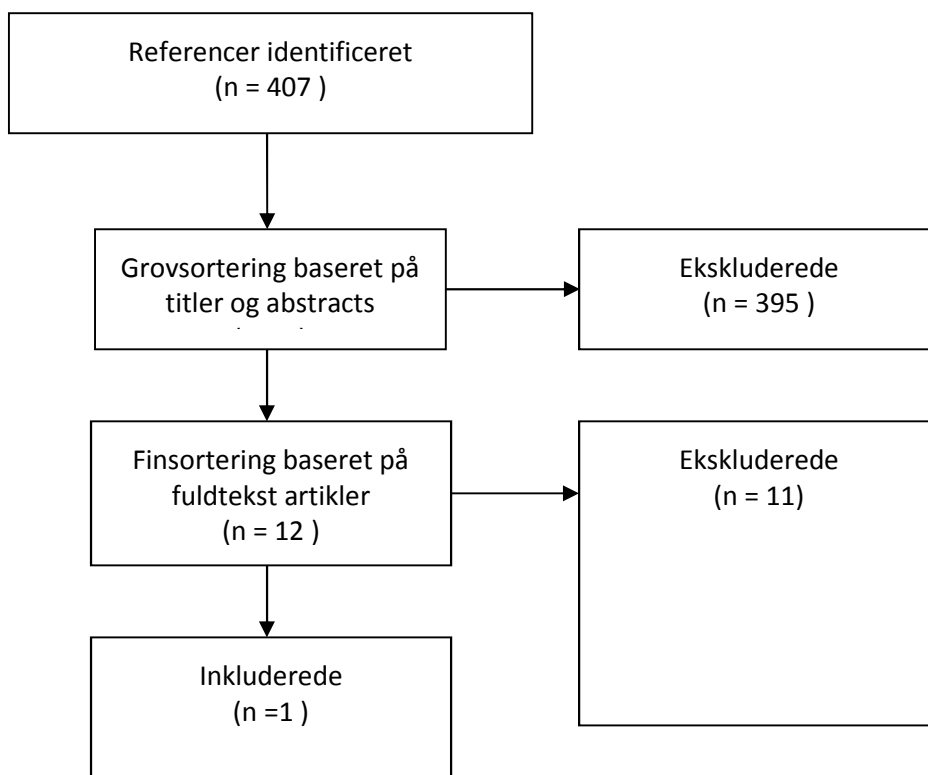 Referencer identificeret
(n = 407 )
Grovsortering baseret på
titler og abstracts
Ekskluderede
(n = 395 )
Finsortering baseret på
fuldtekst artikler
(n = 12 )
Ekskluderede
(n = 11)
Inkluderede
(n =1 )